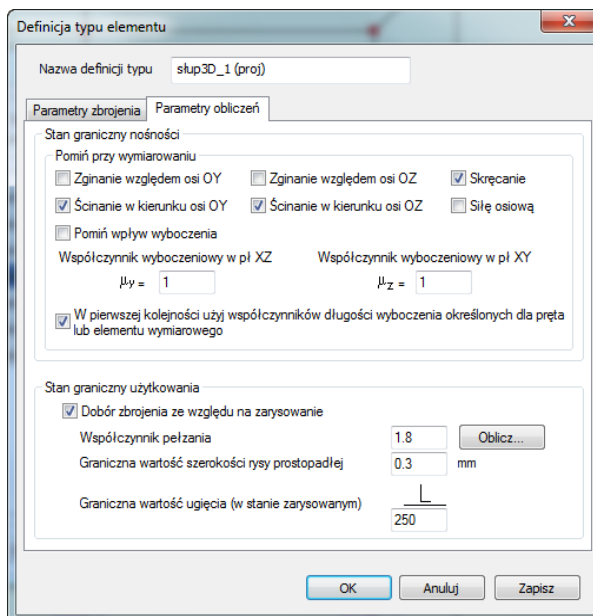 Definicja typu elementu
Nazwa definicji typu słup3D_1 (proj)
Parametry zbrojenia Parametry obliczeń
Stan graniczny nośności
Pomiń przy wymiarowaniu
Zginanie względem osi OY Zginanie względem osi OZ Skręcanie
Ścinanie w kierunku osi OY Ścinanie w kierunku osi OZ Siłę osiową
Pomiń wpływ wyboczenia
Współczynnik wyboczeniowy w pł XZ Współczynnik wyboczeniowy w pł XY
μy = 1 μz = 1
W pierwszej kolejności użyj współczynników długości wyboczenia określonych dla pręta
lub elementu wymiarowego
Stan graniczny użytkowania
Dobór zbrojenia ze względu na zarysowanie
Współczynnik pełzania 1.8 Oblicz...
Graniczna wartość szerokości rysy prostopadłej 0.3 mm
L
Graniczna wartość ugięcia (w stanie zarysowanym)
250
OK Anuluj Zapisz